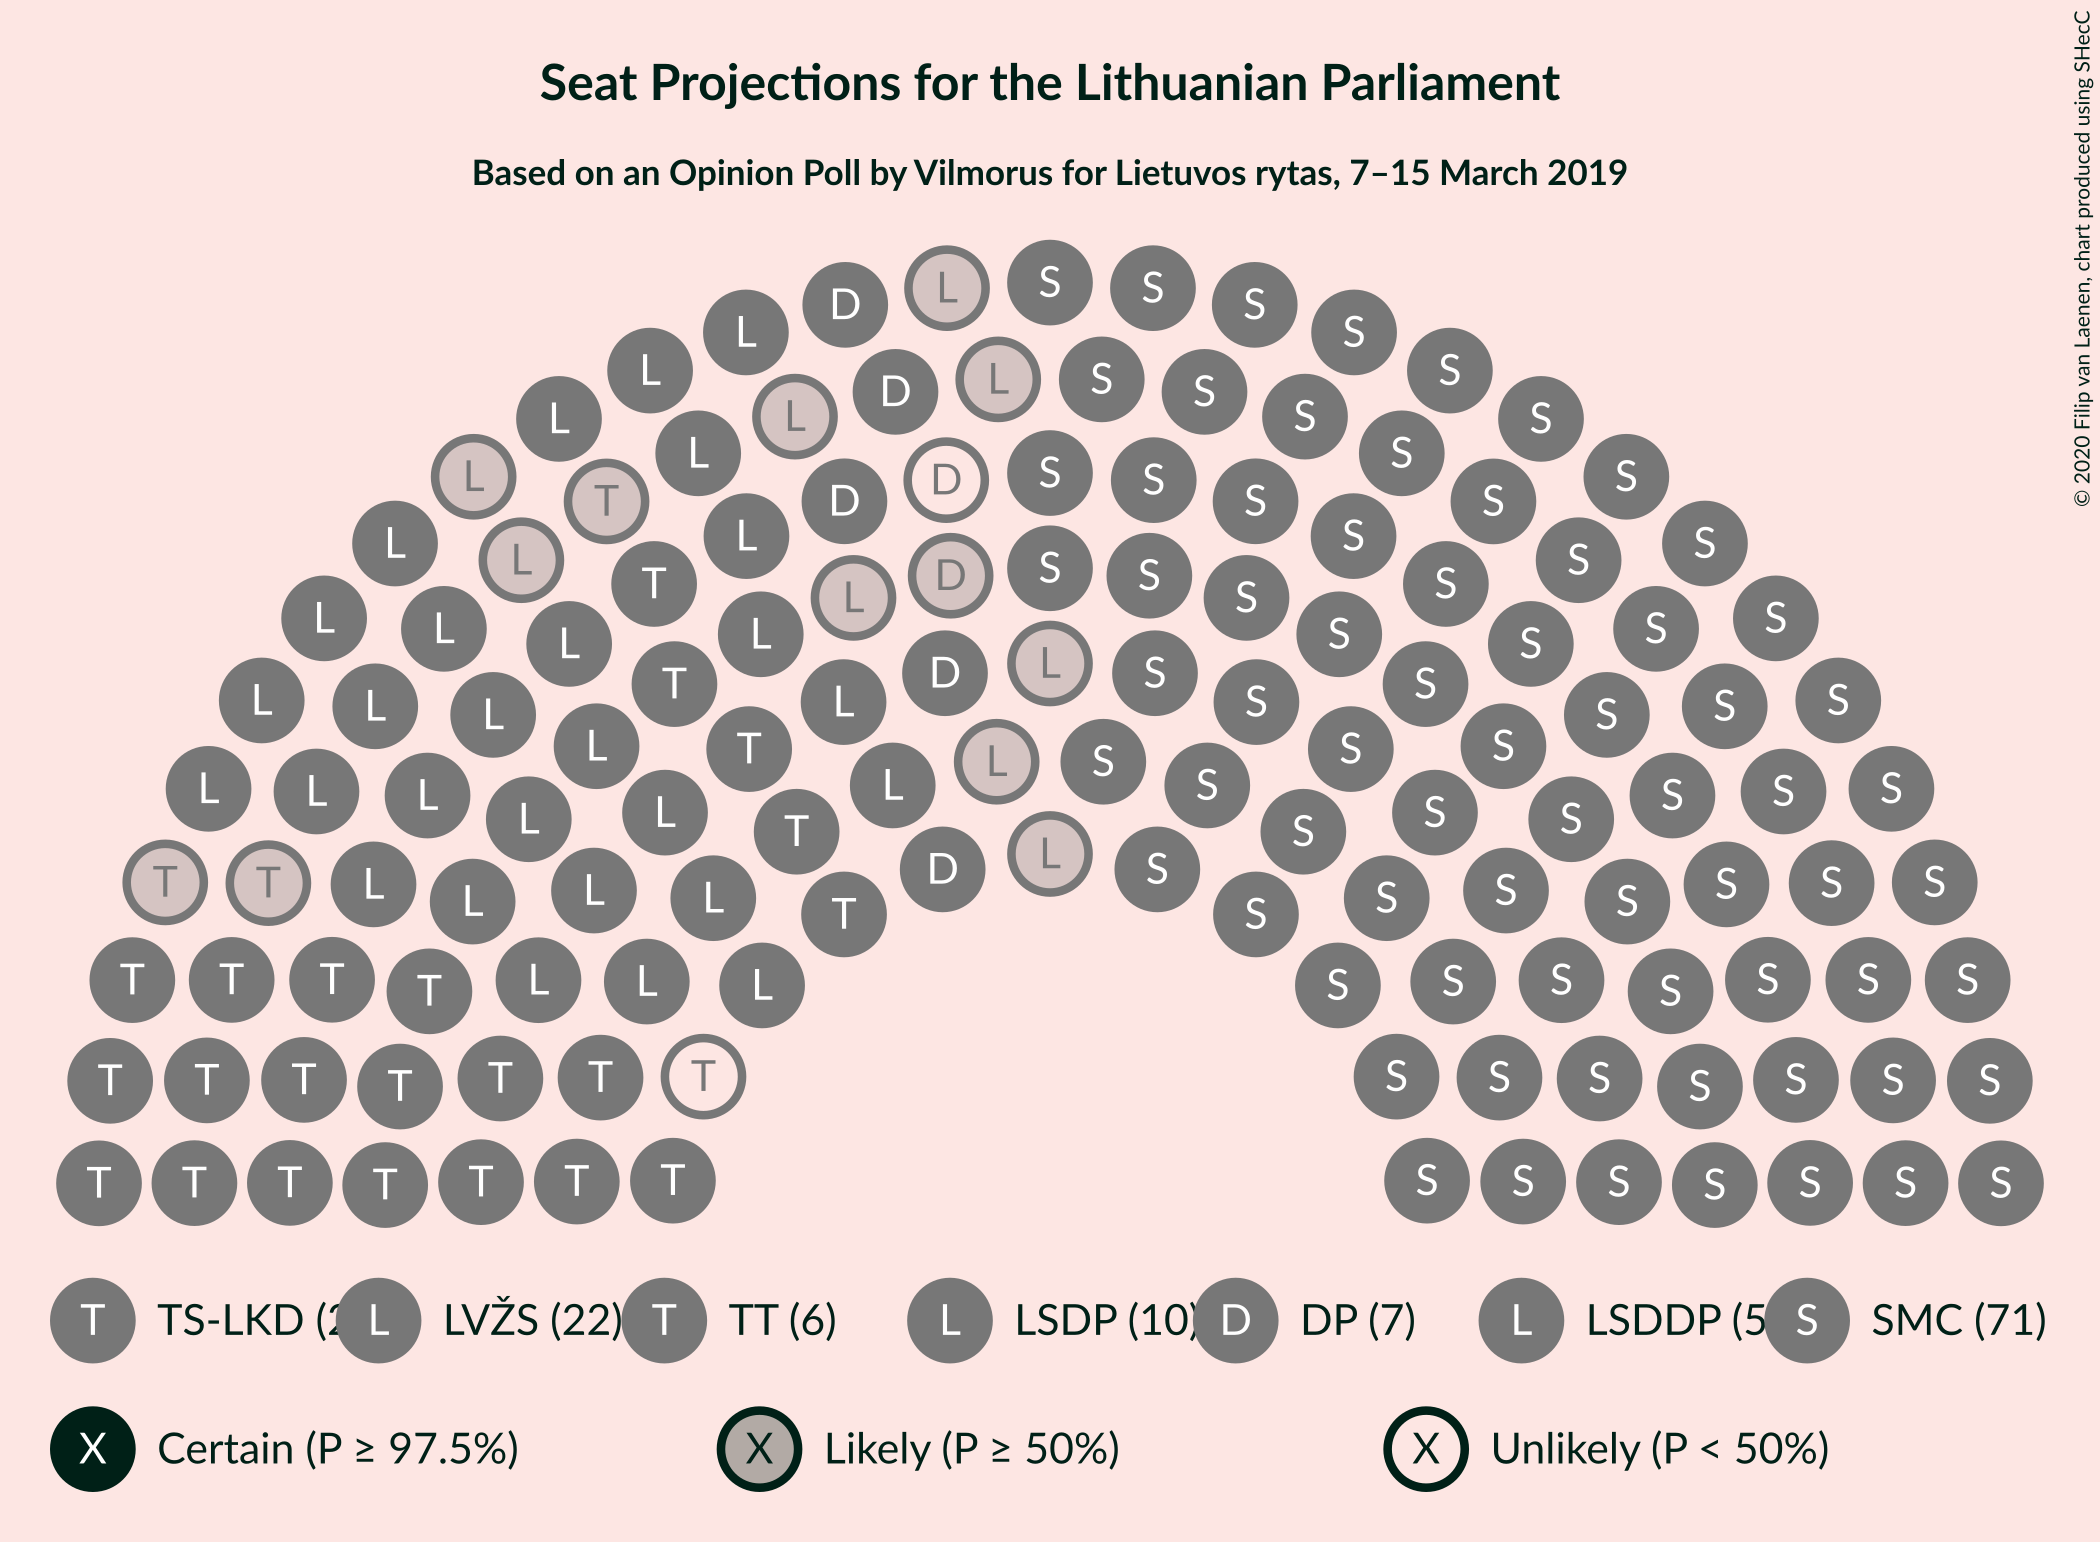 Seat Projections for the Lithuanian Parliament
Based on an Opinion Poll by Vilmorus for Lietuvos rytas, 7–15 March 2019
© 2020 Filip van Laenen, chart produced using SHecC
L S S S
D S
L S
L L S S S
D S
L L S S
L S
L D S S S S
L T D S S
L L S S
L D S S S S
T S
L L L S S S
L T L S S S
L D S
L L T L S S S S
L L T L S S S S
L L L L S S S S
L L T S S S
L S
T T L L L L T D S S S S S S S S
T T T T L L L S S S S S S S
T T T T T T T S S S S S S S
T T T T T T T S S S S S S S
T TS-LKD L LVŽS (22) T TT (6) L LSDP (10) D DP (7) L LSDDP (5 S SMC (71)
X Certain (P ≥ 97.5%) X Likely (P ≥ 50%) X Unlikely (P < 50%)